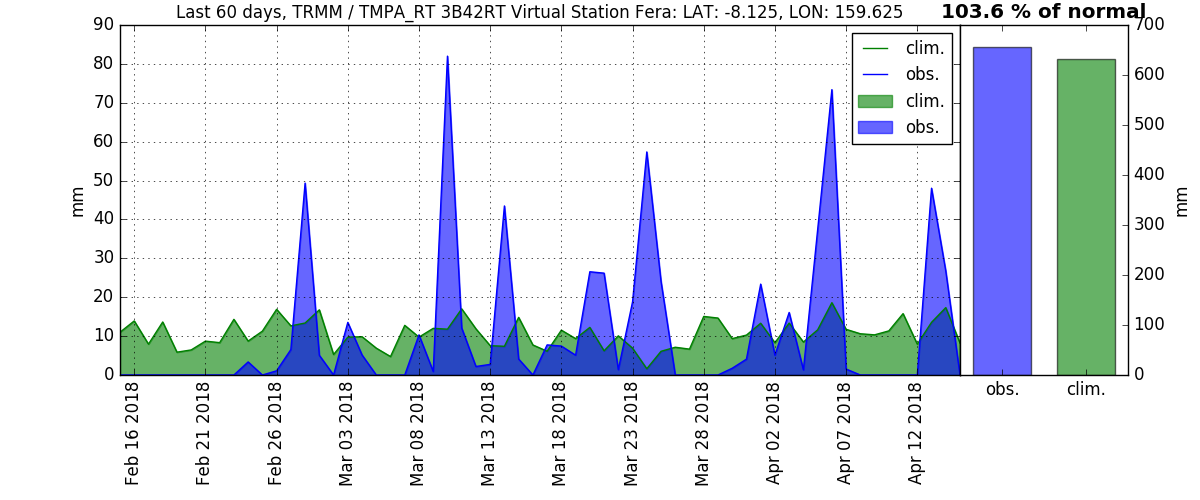 Last 60 days, TRMM / TMPA_RT 3B42RT Virtual Station Fera: LAT: -8.125, LON: 159.625
103.6 % of normal
90
80
70
60
50
40
30
20
10
0
mm
clim.
obs.
clim.
obs.
700
600
500
400
300
200
100
0
mm
obs.
clim.
Feb 16 2018
Feb 21 2018
Feb 26 2018
Mar 03 2018
Mar 08 2018
Mar 13 2018
Mar 18 2018
Mar 23 2018
Mar 28 2018
Apr 02 2018
Apr 07 2018
Apr 12 2018